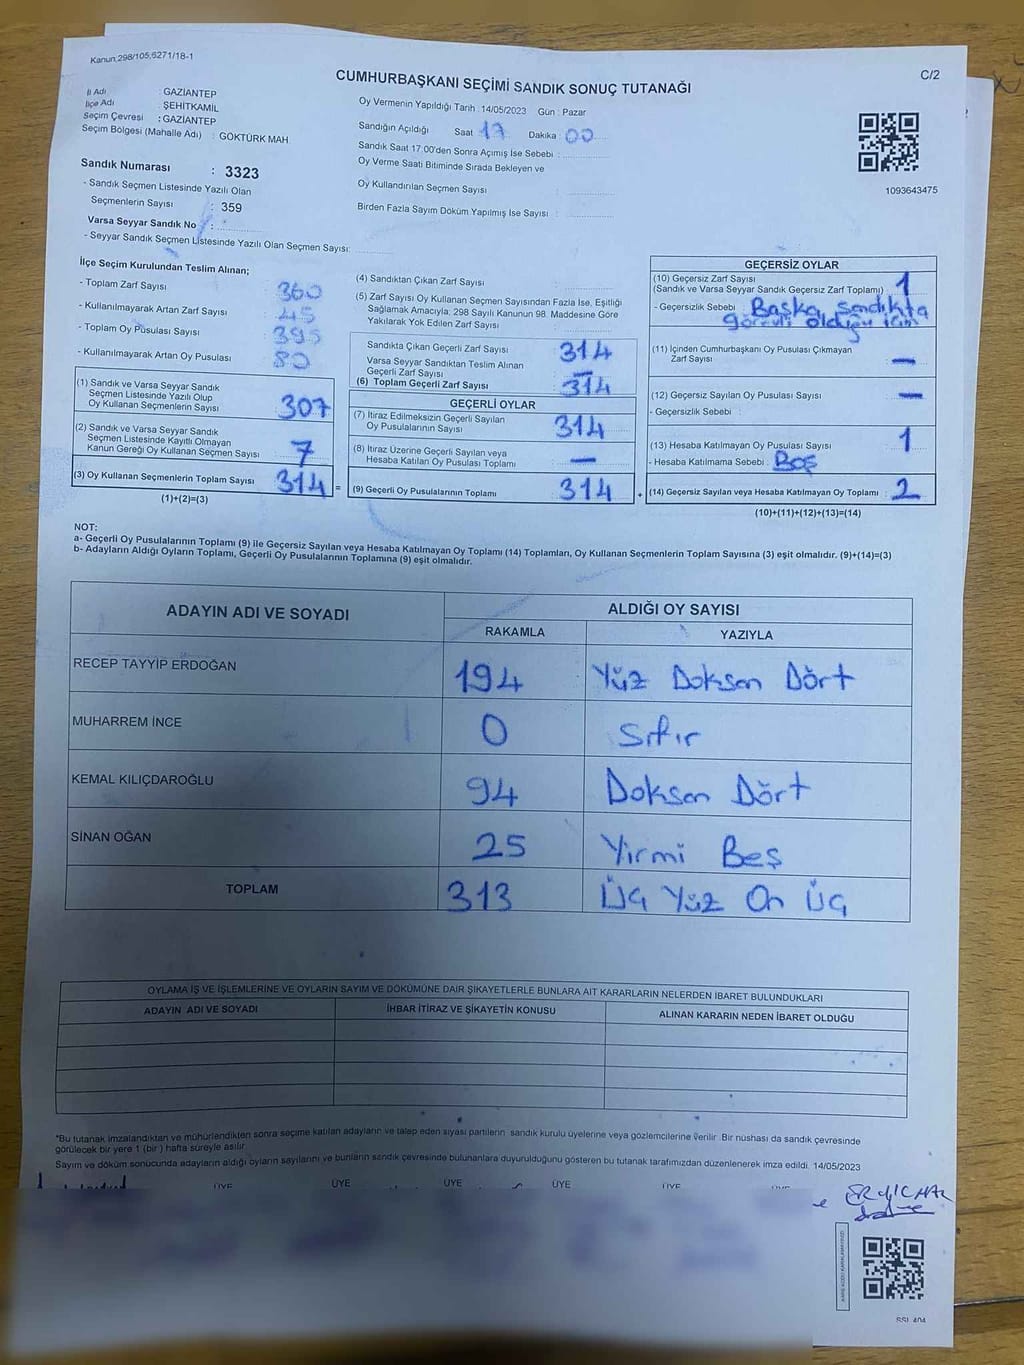 Kanun;298/105;6271/18-1
C/2
CUMHURBAŞKANI SEÇİMİ SANDIK SONUÇ TUTANAĞI
İl Adı : GAZİANTEP
İlçe Adı : ŞEHİTKAMİL
Seçim Çevresi : GAZİANTEP
Seçim Bölgesi (Mahalle Adı) : GÖKTÜRK MAH
Sandık Numarası : 3323
- Sandık Seçmen Listesinde Yazılı Olan
Seçmenlerin Sayısı : 359
Varsa Seyyar Sandık No :
- Seyyar Sandık Seçmen Listesinde Yazılı Olan Seçmen Sayısı:
Oy Vermenin Yapıldığı Tarih : 14/05/2023 Gün : Pazar
Sandığın Açıldığı Saat 17 Dakika 00
Sandık Saat 17:00'den Sonra Açımış İse Sebebi :
Oy Verme Saati Bitiminde Sırada Bekleyen ve
Oy Kullandırılan Seçmen Sayısı :
Birden Fazla Sayım Döküm Yapılmış İse Sayısı :
1093643475
İlçe Seçim Kurulundan Teslim Alınan;
- Toplam Zarf Sayısı : 360
- Kullanılmayarak Artan Zarf Sayısı : 45
- Toplam Oy Pusulası Sayısı : 395
- Kullanılmayarak Artan Oy Pusulası : 80
(1) Sandık ve Varsa Seyyar Sandık
Seçmen Listesinde Yazılı Olup
Oy Kullanan Seçmenlerin Sayısı : 307
(2) Sandık ve Varsa Seyyar Sandık
Seçmen Listesinde Kayıtlı Olmayan
Kanun Gereği Oy Kullanan Seçmen Sayısı : 7
(3) Oy Kullanan Seçmenlerin Toplam Sayısı : 314 =
(1)+(2)=(3)
(4) Sandıktan Çıkan Zarf Sayısı :
(5) Zarf Sayısı Oy Kullanan Seçmen Sayısından Fazla İse, Eşitliği
Sağlamak Amacıyla; 298 Sayılı Kanunun 98. Maddesine Göre
Yakılarak Yok Edilen Zarf Sayısı :
Sandıkta Çıkan Geçerli Zarf Sayısı : 314
Varsa Seyyar Sandıktan Teslim Alınan
Geçerli Zarf Sayısı : —
(6) Toplam Geçerli Zarf Sayısı : 314
GEÇERLİ OYLAR
(7) İtiraz Edilmeksizin Geçerli Sayılan
Oy Pusulalarının Sayısı : 314
(8) İtiraz Üzerine Geçerli Sayılan veya
Hesaba Katılan Oy Pusulası Toplamı : —
(9) Geçerli Oy Pusulalarının Toplamı : 314 +
GEÇERSİZ OYLAR
(10) Geçersiz Zarf Sayısı
(Sandık ve Varsa Seyyar Sandık Geçersiz Zarf Toplamı) : 1
- Geçersizlik Sebebi : Başka sandıkta
görevli olduğu için
(11) İçinden Cumhurbaşkanı Oy Pusulası Çıkmayan
Zarf Sayısı : —
(12) Geçersiz Sayılan Oy Pusulası Sayısı : —
- Geçersizlik Sebebi :
(13) Hesaba Katılmayan Oy Pusulası Sayısı : 1
- Hesaba Katılmama Sebebi : Boş
(14) Geçersiz Sayılan veya Hesaba Katılmayan Oy Toplamı : 2
(10)+(11)+(12)+(13)=(14)
NOT:
a- Geçerli Oy Pusulalarının Toplamı (9) ile Geçersiz Sayılan veya Hesaba Katılmayan Oy Toplamı (14) Toplamları, Oy Kullanan Seçmenlerin Toplam Sayısına (3) eşit olmalıdır. (9)+(14)=(3)
b- Adayların Aldığı Oyların Toplamı, Geçerli Oy Pusulalarının Toplamına (9) eşit olmalıdır.
ADAYIN ADI VE SOYADI ALDIĞI OY SAYISI
RAKAMLA YAZIYLA
RECEP TAYYİP ERDOĞAN 194 Yüz Doksan Dört
MUHARREM İNCE 0 Sıfır
KEMAL KILIÇDAROĞLU 94 Doksan Dört
SİNAN OĞAN 25 Yirmi Beş
TOPLAM 313 Üç Yüz On Üç
OYLAMA İŞ VE İŞLEMLERİNE VE OYLARIN SAYIM VE DÖKÜMÜNE DAİR ŞİKAYETLERLE BUNLARA AİT KARARLARIN NELERDEN İBARET BULUNDUKLARI
ADAYIN ADI VE SOYADI İHBAR İTİRAZ VE ŞİKAYETİN KONUSU ALINAN KARARIN NEDEN İBARET OLDUĞU
*Bu tutanak imzalandıktan ve mühürlendikten sonra seçime katılan adayların ve talep eden siyasi partilerin sandık kurulu üyelerine veya gözlemcilerine verilir. Bir nüshası da sandık çevresinde
görülecek bir yere 1 (bir ) hafta süreyle asılır.
Sayım ve döküm sonucunda adayların aldığı oyların sayılarını ve bunların sandık çevresinde bulunanlara duyurulduğunu gösteren bu tutanak tarafımızdan düzenlenerek imza edildi. 14/05/2023
ÜYE ÜYE ÜYE ÜYE ÜYE